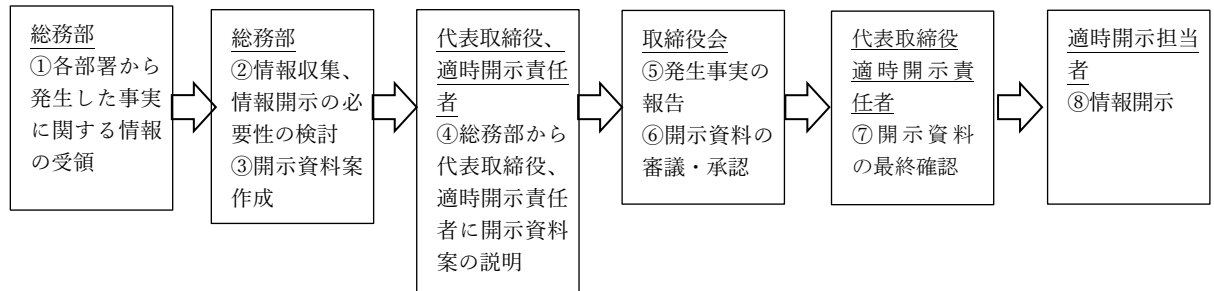 総務部
①各部署から
発生した事実
に関する情報
の受領
総務部
②情報収集、
情報開示の必
要性の検討
③開示資料案
作成
代表取締役、
適時開示責任
者
④総務部から
代表取締役、
適時開示責任
者に開示資料
案の説明
取締役会
⑤発生事実の
報告
⑥開示資料の
審議・承認
代表取締役
適時開示責
任者
⑦開示資料
の最終確認
適時開示担当
者
⑧情報開示